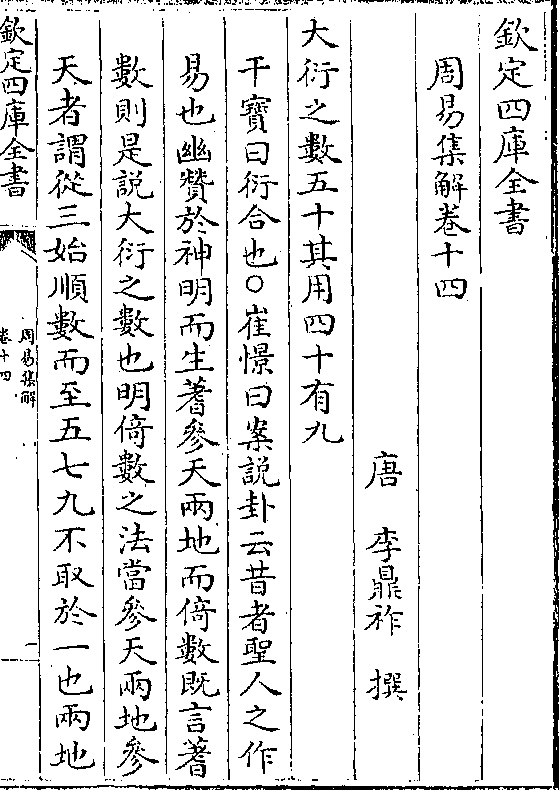 欽定四庫全書
周易集解卷十四
唐 李鼎祚 撰
大衍之數五十其用四十有九
干寶曰衍合也○崔憬曰案說卦云昔者聖人之作
易也幽贊於神明而生蓍參天兩地而倚數既言蓍
數則是說大衍之數也明倚數之法當參天兩地參
天者謂從三始順數而至五七九不取於一也兩地
欽定四庫全書
周易集解
卷十四
一